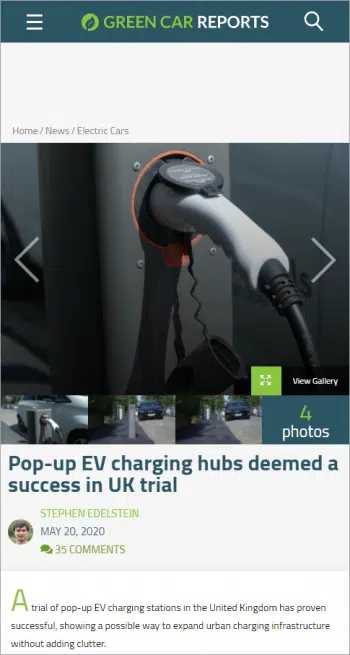 GREEN CAR REPORTS
Home / News / Electric Cars
View Gallery
4
photos
Pop-up EV charging hubs deemed a
success in UK trial
STEPHEN EDELSTEIN
MAY 20, 2020
35 COMMENTS
A trial of pop-up EV charging stations in the United Kingdom has proven
successful, showing a possible way to expand urban charging infrastructure
without adding clutter.